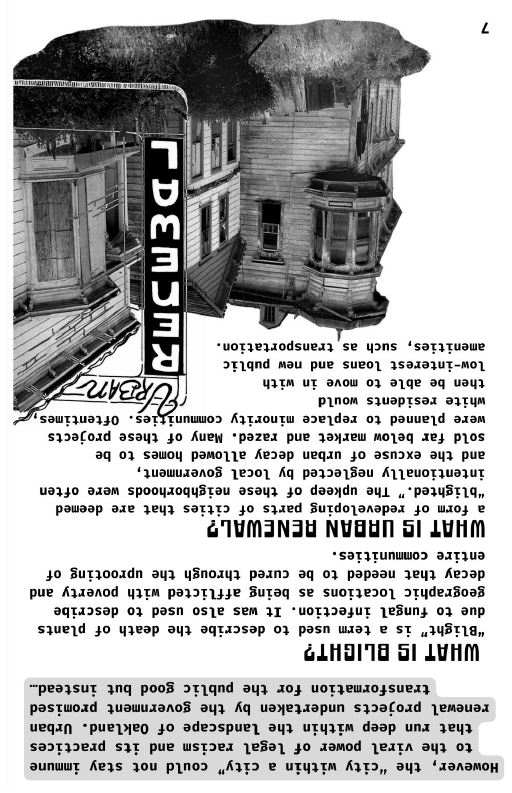 However, the “city within a city” could not stay immune
to the viral power of legal racism and its practices
that run deep within the landscape of Oakland. Urban
renewal projects undertaken by the government promised
transformation for the public good but instead…
WHAT IS BLIGHT?
“Blight” is a term used to describe the death of plants
due to fungal infection. It was also used to describe
geographic locations as being afflicted with poverty and
decay that needed to be cured through the uprooting of
entire communities.
WHAT IS URBAN RENEWAL?
a form of redeveloping parts of cities that are deemed
“blighted.” The upkeep of these neighborhoods were often
intentionally neglected by local government,
and the excuse of urban decay allowed homes to be
sold far below market and razed. Many of these projects
were planned to replace minority communities. Oftentimes,
white residents would
then be able to move in with
low-interest loans and new public
amenities, such as transportation.
URBAN
RENEWAL
7